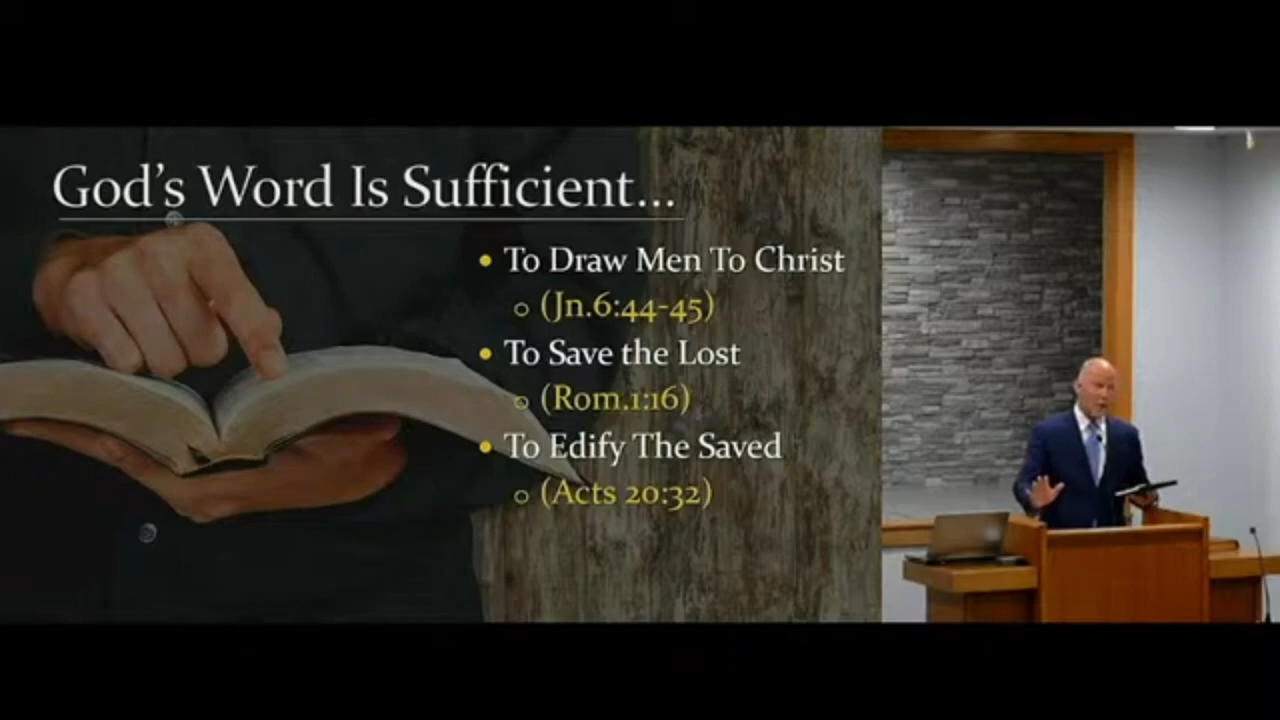 God's Word Is Sufficient...
• To Draw Men To Christ
o (Jn.6:44-45)
• To Save the Lost
o (Rom.1:16)
• To Edify The Saved
o (Acts 20:32)